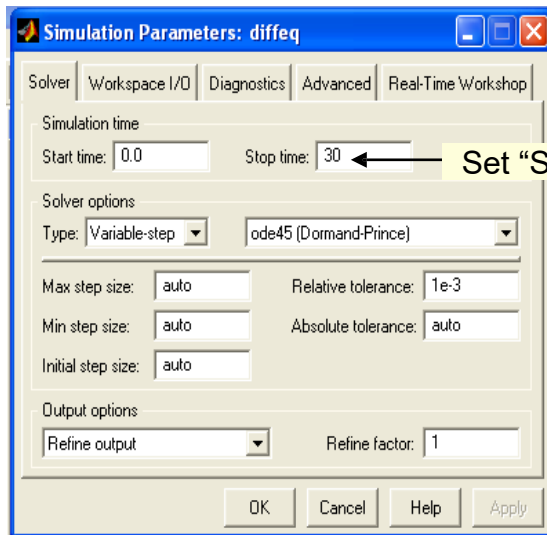 Simulation Parameters: diffeq
Solver Workspace I/O Diagnostics Advanced Real-Time Workshop
Simulation time
Start time: 0.0 Stop time: 30 Set “S
Solver options
Type: Variable-step ode45 (Dormand-Prince)
Max step size: auto Relative tolerance: 1e-3
Min step size: auto Absolute tolerance: auto
Initial step size: auto
Output options
Refine output Refine factor: 1
OK Cancel Help Apply